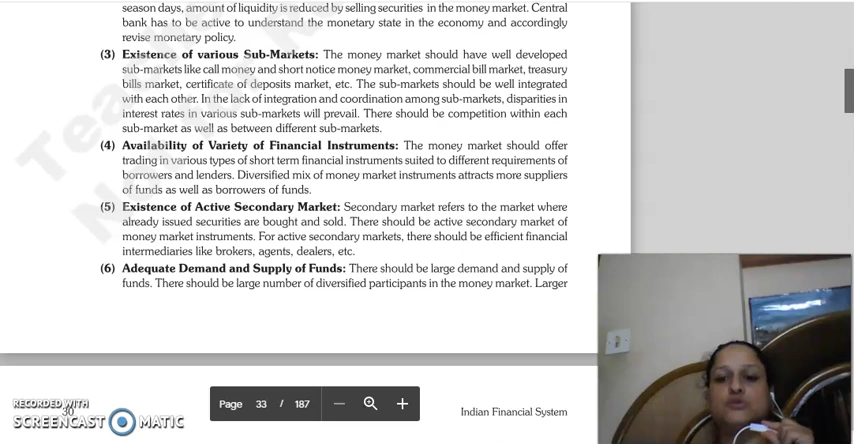 season days, amount of liquidity is reduced by selling securities in the money market. Central
bank has to be active to understand the monetary state in the economy and accordingly
revise monetary policy.
(3) Existence of various Sub-Markets: The money market should have well developed
sub-markets like call money and short notice money market, commercial bill market, treasury
bills market, certificate of deposits market, etc. The sub-markets should be well integrated
with each other. In the lack of integration and coordination among sub-markets, disparities in
interest rates in various sub-markets will prevail. There should be competition within each
sub-market as well as between different sub-markets.
(4) Availability of Variety of Financial Instruments: The money market should offer
trading in various types of short term financial instruments suited to different requirements of
borrowers and lenders. Diversified mix of money market instruments attracts more suppliers
of funds as well as borrowers of funds.
(5) Existence of Active Secondary Market: Secondary market refers to the market where
already issued securities are bought and sold. There should be active secondary market of
money market instruments. For active secondary markets, there should be efficient financial
intermediaries like brokers, agents, dealers, etc.
(6) Adequate Demand and Supply of Funds: There should be large demand and supply of
funds. There should be large number of diversified participants in the money market. Larger
30
Indian Financial System
Page 33 / 187
RECORDED WITH
SCREENCAST MATIC